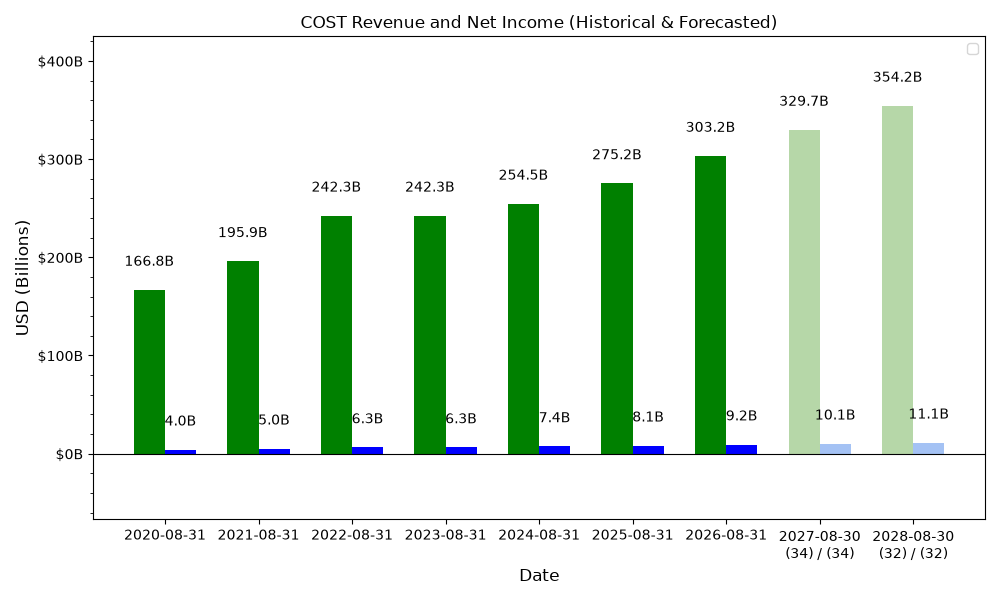 COST Revenue and Net Income (Historical & Forecasted)
$400B
$300B
$200B
$100B
$0B
USD (Billions)
166.8B
195.9B
242.3B
242.3B
254.5B
275.2B
303.2B
329.7B
354.2B
4.0B
5.0B
6.3B
6.3B
7.4B
8.1B
9.2B
10.1B
11.1B
2020-08-31
2021-08-31
2022-08-31
2023-08-31
2024-08-31
2025-08-31
2026-08-31
2027-08-30
(34) / (34)
2028-08-30
(32) / (32)
Date